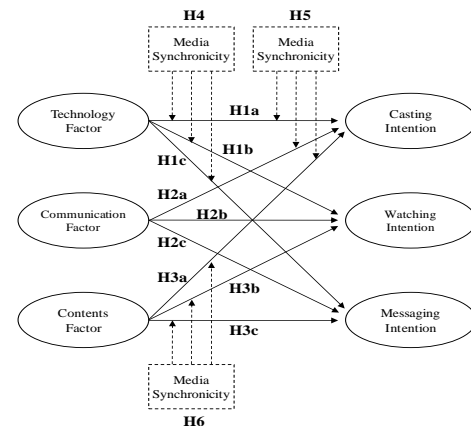 H4
H5
Media
Synchronicity
Media
Synchronicity
Technology
Factor
H1a
Casting
Intention
H1b
H1c
H2a
Communication
Factor
H2b
Watching
Intention
H2c
H3a
H3b
Contents
Factor
H3c
Messaging
Intention
Media
Synchronicity
H6